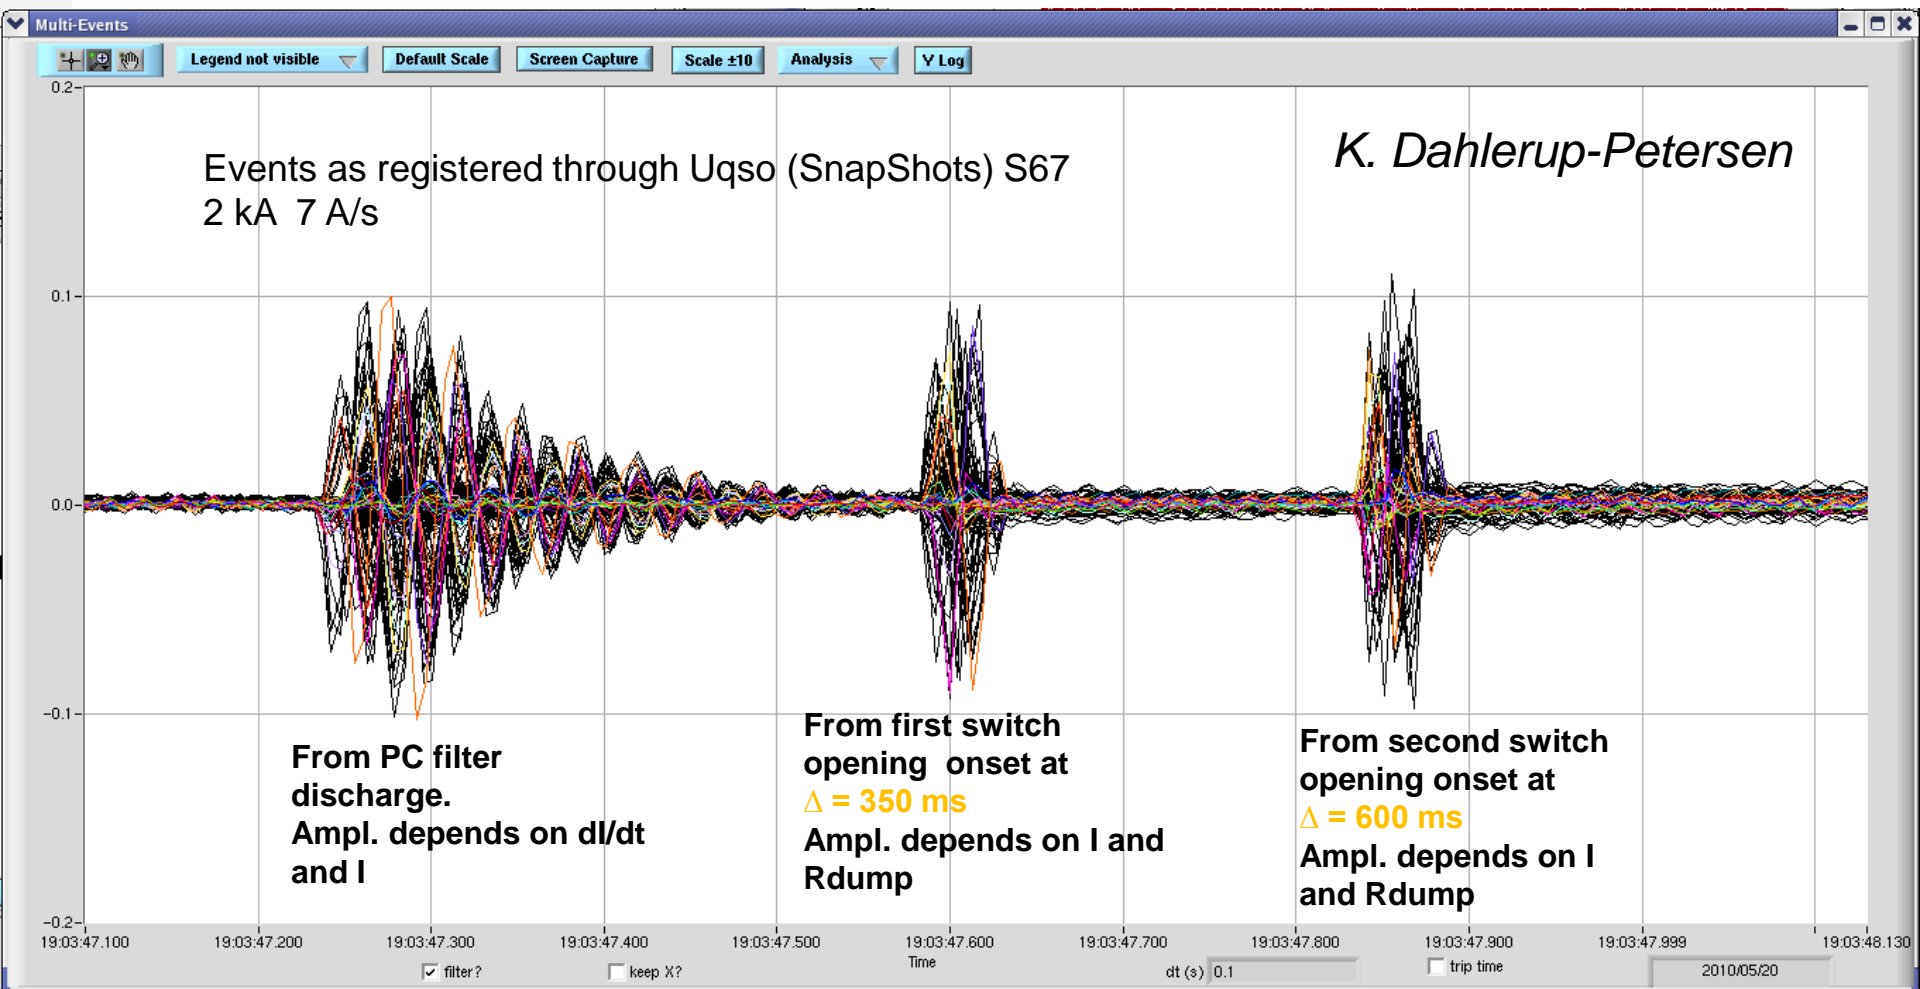 Multi-Events
Legend not visible
Default Scale
Screen Capture
Scale ±10
Analysis
Y Log
0.2-
Events as registered through Uqso (SnapShots) S67
2 kA 7 A/s
K. Dahlerup-Petersen
0.1-
0.0-
-0.1-
From PC filter
discharge.
Ampl. depends on dI/dt
and I
From first switch
opening onset at
Δ = 350 ms
Ampl. depends on I and
Rdump
From second switch
opening onset at
Δ = 600 ms
Ampl. depends on I
and Rdump
-0.2-
19:03:47.100 19:03:47.200 19:03:47.300 19:03:47.400 19:03:47.500 19:03:47.600 19:03:47.700 19:03:47.800 19:03:47.900 19:03:47.999 19:03:48.130
Time
filter?
keep X?
dt (s) 0.1
trip time
2010/05/20